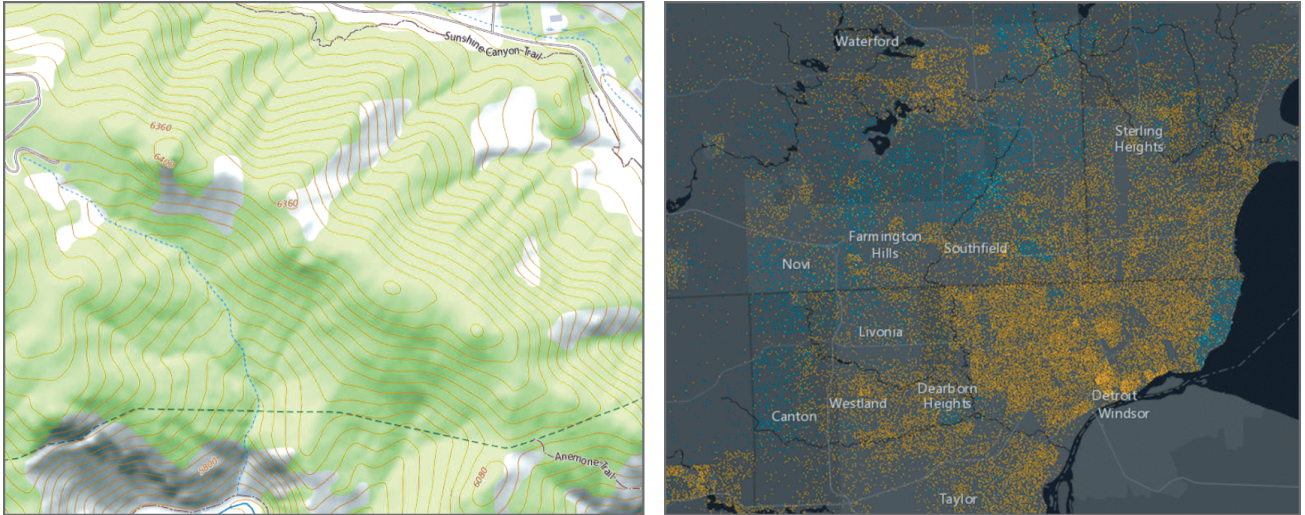 Sunshine-Canyon-Trail
6360
6400
6360
5800
6080
Anemone-Trail
Waterford
Sterling
Heights
Farmington
Hills
Southfield
Novi
Livonia
Dearborn
Heights
Westland
Canton
Detroit
Windsor
Taylor